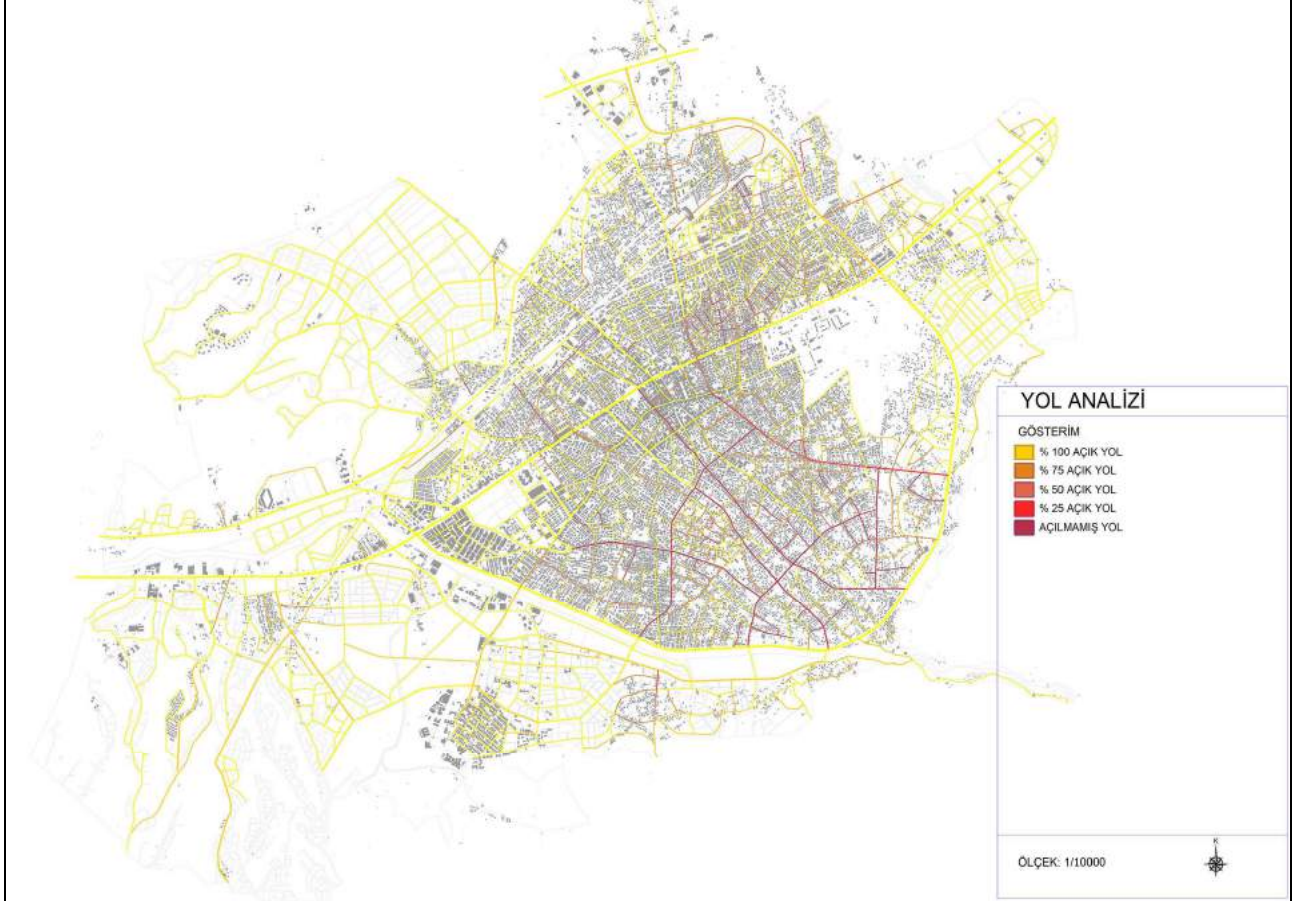 YOL ANALİZİ
GÖSTERİM
% 100 AÇIK YOL
% 75 AÇIK YOL
% 50 AÇIK YOL
% 25 AÇIK YOL
AÇILMAMIŞ YOL
K
ÖLÇEK: 1/10000